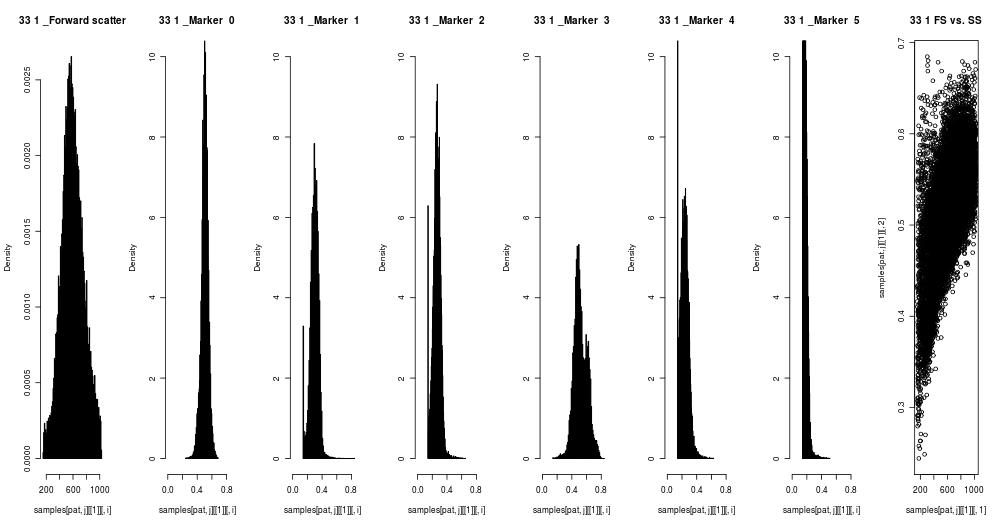 33 1 _Forward scatter
33 1 _Marker 0
33 1 _Marker 1
33 1 _Marker 2
33 1 _Marker 3
33 1 _Marker 4
33 1 _Marker 5
33 1 FS vs. SS
Density
0.0000
0.0005
0.0010
0.0015
0.0020
0.0025
200
600
1000
samples[pat, j][[1]][, i]
Density
0
2
4
6
8
10
0.0
0.4
0.8
samples[pat, j][[1]][, i]
Density
0
2
4
6
8
10
0.0
0.4
0.8
samples[pat, j][[1]][, i]
Density
0
2
4
6
8
10
0.0
0.4
0.8
samples[pat, j][[1]][, i]
Density
0
2
4
6
8
10
0.0
0.4
0.8
samples[pat, j][[1]][, i]
Density
0
2
4
6
8
10
0.0
0.4
0.8
samples[pat, j][[1]][, i]
Density
0
2
4
6
8
10
0.0
0.4
0.8
samples[pat, j][[1]][, i]
samples[pat, j][[1]][, 2]
0.3
0.4
0.5
0.6
0.7
200
600
1000
samples[pat, j][[1]][, 1]